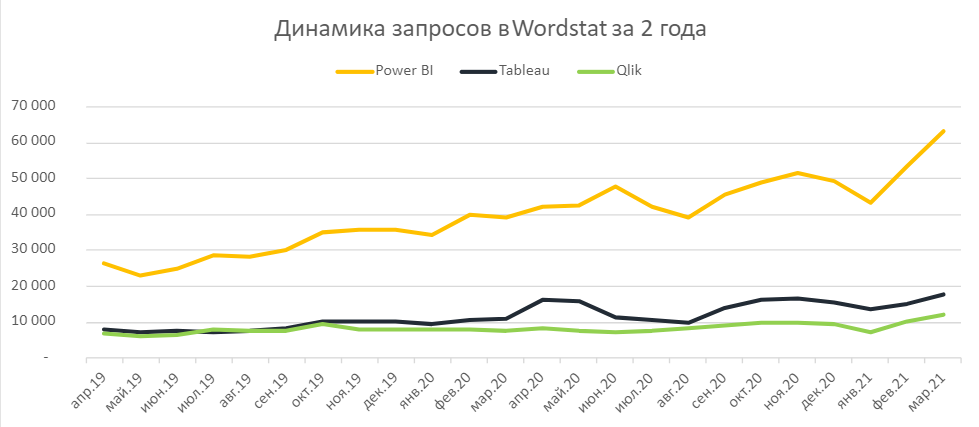 Динамика запросов в Wordstat за 2 года
Power BI Tableau Qlik
70 000
60 000
50 000
40 000
30 000
20 000
10 000
-
апр.19 май.19 июн.19 июл.19 авг.19 сен.19 окт.19 ноя.19 дек.19 янв.20 фев.20 мар.20 апр.20 май.20 июн.20 июл.20 авг.20 сен.20 окт.20 ноя.20 дек.20 янв.21 фев.21 мар.21